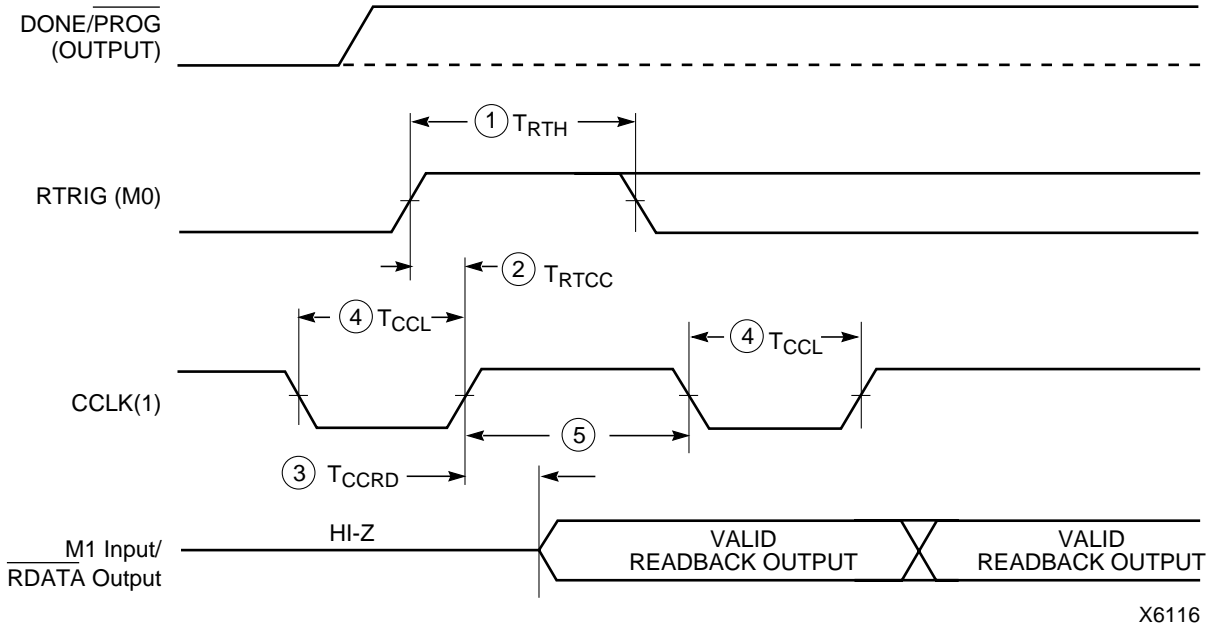 DONE/PROG
(OUTPUT)
1 TRTH
RTRIG (M0)
2 TRTCC
4 TCCL
4 TCCL
CCLK(1)
5
3 TCCRD
HI-Z
M1 Input/
RDATA Output
VALID
READBACK OUTPUT
VALID
READBACK OUTPUT
X6116